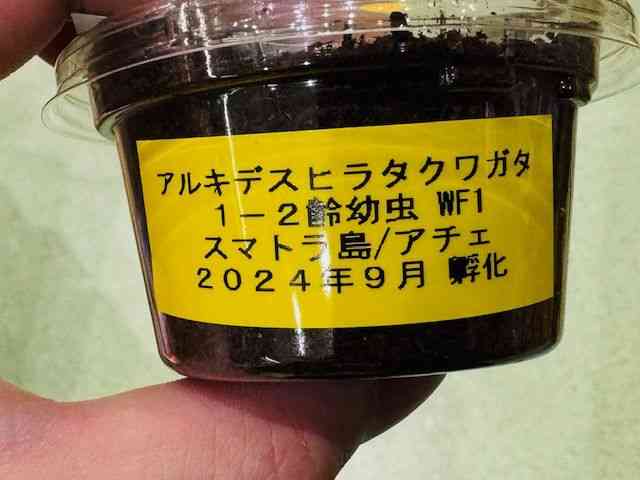 アルキデスヒラタクワガタ
1－2齢幼虫 WF1
スマトラ島/アチェ
2024年9月 孵化